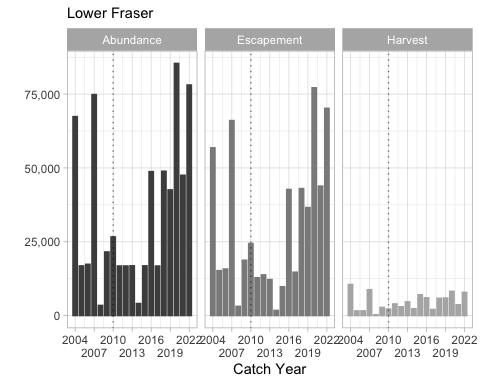 Lower Fraser
Abundance Escapement Harvest
75,000
50,000
25,000
0
2004 2010 2016 2022 2004 2010 2016 2022 2004 2010 2016 2022
2007 2013 2019 2007 2013 2019 2007 2013 2019
Catch Year